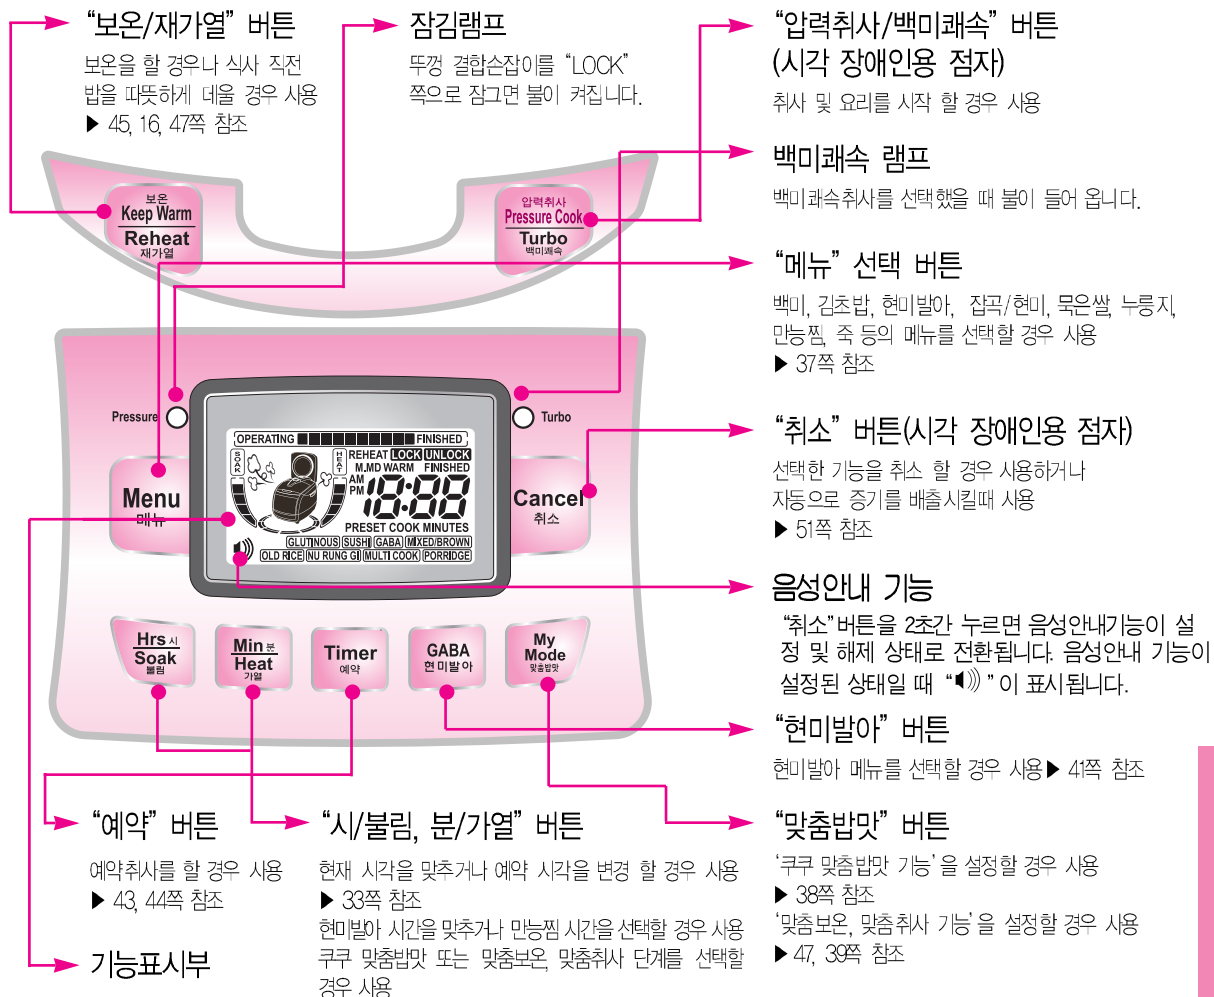 “보온/재가열” 버튼
보온을 할 경우나 식사 직전
밥을 따뜻하게 데울 경우 사용
▶ 45, 16, 47쪽 참조
잠김램프
뚜껑 결합손잡이를 “LOCK”
쪽으로 잠그면 불이 켜집니다.
“압력취사/백미쾌속” 버튼
(시각 장애인용 점자)
취사 및 요리를 시작 할 경우 사용
백미쾌속 램프
백미쾌속취사를 선택했을 때 불이 들어 옵니다.
“메뉴” 선택 버튼
백미, 김초밥, 현미발아, 잡곡/현미, 묵은쌀, 누룽지,
만능찜, 죽 등의 메뉴를 선택할 경우 사용
▶ 37쪽 참조
“취소” 버튼(시각 장애인용 점자)
선택한 기능을 취소 할 경우 사용하거나
자동으로 증기를 배출시킬때 사용
▶ 51쪽 참조
음성안내 기능
“취소”버튼을 2초간 누르면 음성안내기능이 설
정 및 해제 상태로 전환됩니다. 음성안내 기능이
설정된 상태일 때 “ ”이 표시됩니다.
“현미발아” 버튼
현미발아 메뉴를 선택할 경우 사용▶ 41쪽 참조
“맞춤밥맛” 버튼
‘쿠쿠 맞춤밥맛 기능’을 설정할 경우 사용
▶ 38쪽 참조
‘맞춤보온, 맞춤취사 기능’을 설정할 경우 사용
▶ 47, 39쪽 참조
보온
Keep Warm
Reheat
재가열
압력취사
Pressure Cook
Turbo
백미쾌속
Pressure
Turbo
Menu
메뉴
Cancel
취소
OPERATING
FINISHED
SOAK
HEAT
REHEAT LOCK UNLOCK
M.MD WARM FINISHED
AM
PM
18:88
PRESET COOK MINUTES
GLUTINOUS SUSHI GABA MIXED/BROWN
OLD RICE NU RUNG GI MULTI COOK PORRIDGE
Hrs 시
Soak
불림
Min 분
Heat
가열
Timer
예약
GABA
현미발아
My
Mode
맞춤밥맛
“예약” 버튼
예약취사를 할 경우 사용
▶ 43, 44쪽 참조
기능표시부
“시/불림, 분/가열” 버튼
현재 시각을 맞추거나 예약 시각을 변경 할 경우 사용
▶ 33쪽 참조
현미발아 시간을 맞추거나 만능찜 시간을 선택할 경우 사용
쿠쿠 맞춤밥맛 또는 맞춤보온, 맞춤취사 단계를 선택할
경우 사용